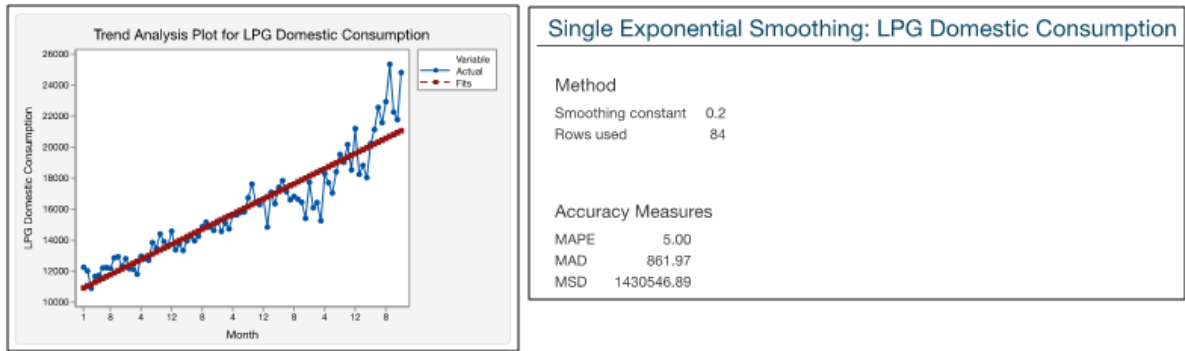 Trend Analysis Plot for LPG Domestic Consumption
Variable
Actual
Fits
LPG Domestic Consumption
26000
24000
22000
20000
18000
16000
14000
12000
10000
1 8 4 12 8 4 12 8 4 12 8
Month
Single Exponential Smoothing: LPG Domestic Consumption
Method
Smoothing constant 0.2
Rows used 84
Accuracy Measures
MAPE 5.00
MAD 861.97
MSD 1430546.89